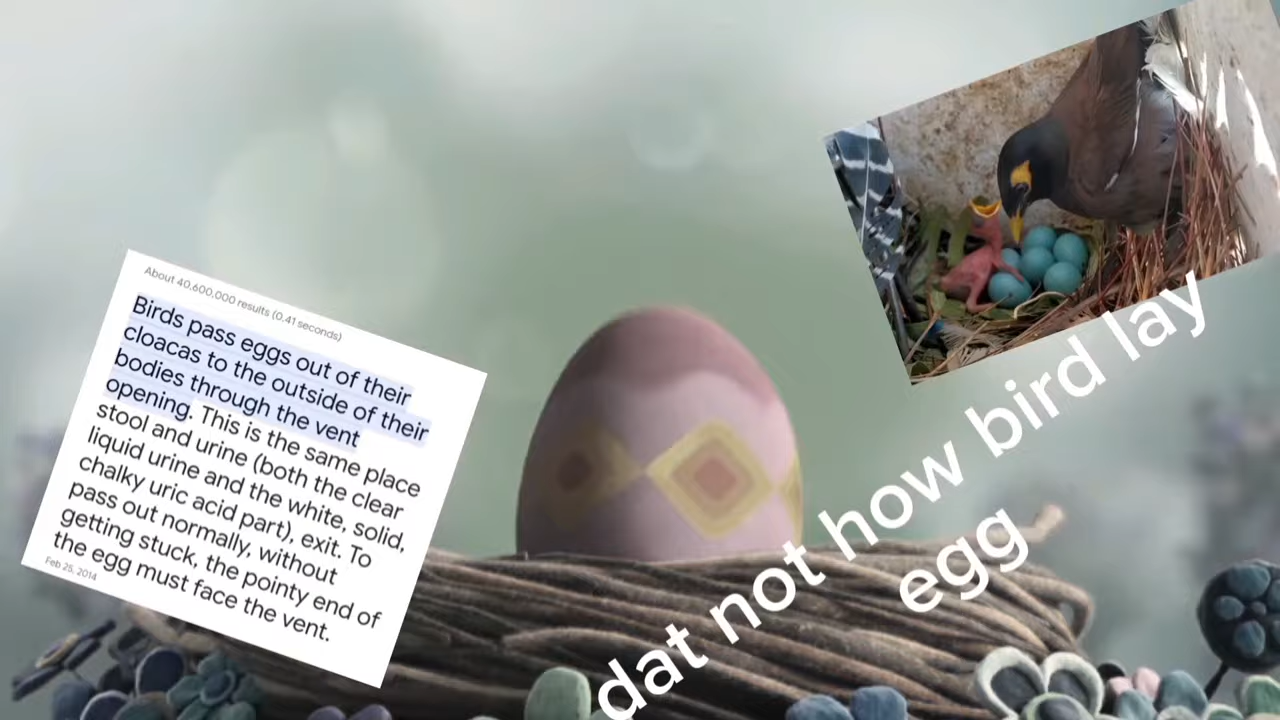 About 40,600,000 results (0.41 seconds)
Birds pass eggs out of their
cloacas to the outside of their
bodies through the vent
opening. This is the same place
stool and urine (both the clear
liquid urine and the white, solid,
chalky uric acid part), exit. To
pass out normally, without
getting stuck, the pointy end of
the egg must face the vent.
Feb 25, 2014
dat not how bird lay
egg